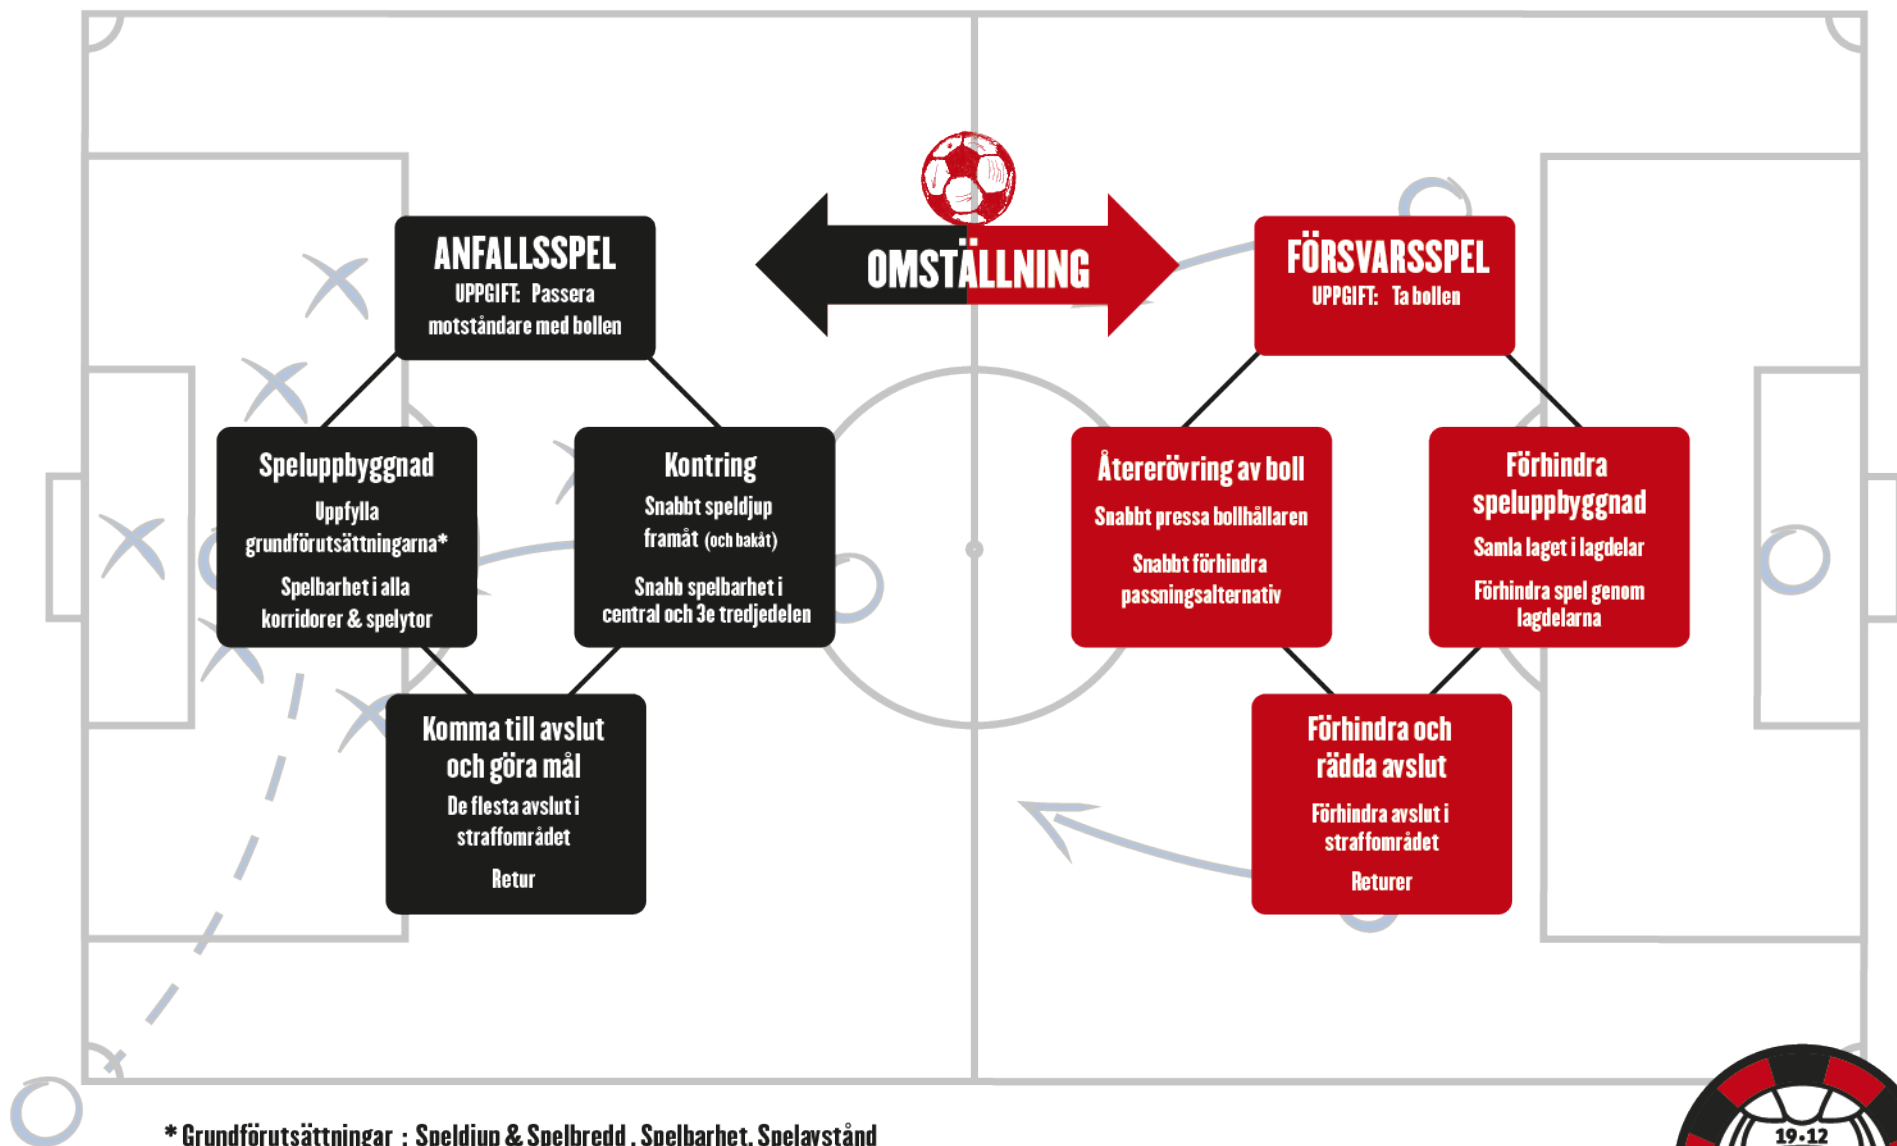 OMSTÄLLNING
ANFALLSSPEL
UPPGIFT: Passera
motståndare med bollen
Speluppbyggnad
Uppfylla
grundförutsättningarna*
Spelbarhet i alla
korridorer & spelytor
Kontring
Snabbt speldjup
framåt (och bakåt)
Snabb spelbarhet i
central och 3e tredjedelen
Komma till avslut
och göra mål
De flesta avslut i
straffområdet
Retur
FÖRSVARSSPEL
UPPGIFT: Ta bollen
Återerövring av boll
Snabbt pressa bollhållaren
Snabbt förhindra
passningsalternativ
Förhindra
speluppbyggnad
Samla laget i lagdelar
Förhindra spel genom
lagdelarna
Förhindra och
rädda avslut
Förhindra avslut i
straffområdet
Returer
* Grundförutsättningar : Speldjup & Spelbredd , Spelbarhet, Spelavstånd
19.12